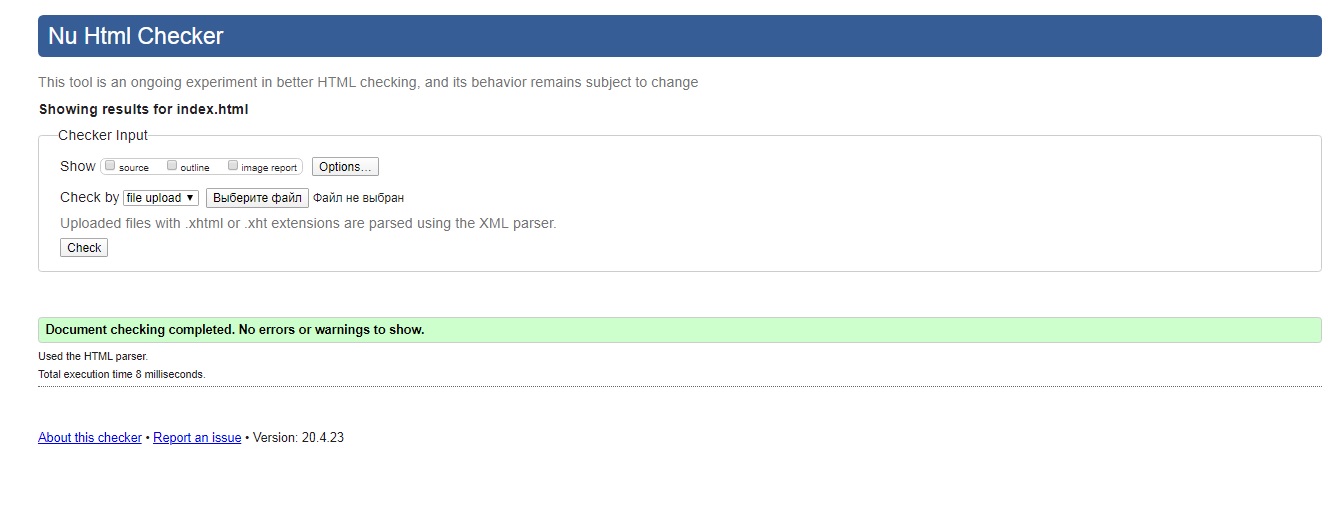 Nu Html Checker
This tool is an ongoing experiment in better HTML checking, and its behavior remains subject to change
Showing results for index.html
Checker Input
Show source outline image report Options...
Check by file upload Выберите файл Файл не выбран
Uploaded files with .xhtml or .xht extensions are parsed using the XML parser.
Check
Document checking completed. No errors or warnings to show.
Used the HTML parser.
Total execution time 8 milliseconds.
About this checker • Report an issue • Version: 20.4.23